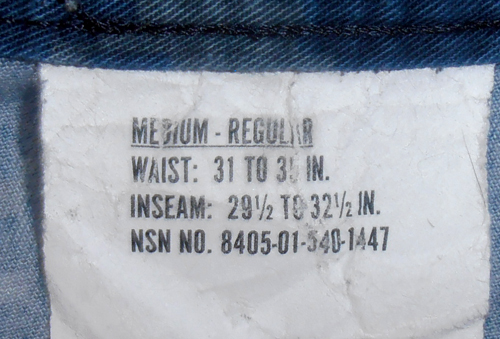 MEDIUM - REGULAR
WAIST: 31 TO 35 IN.
INSEAM: 29½ TO 32½ IN.
NSN NO. 8405-01-540-1447